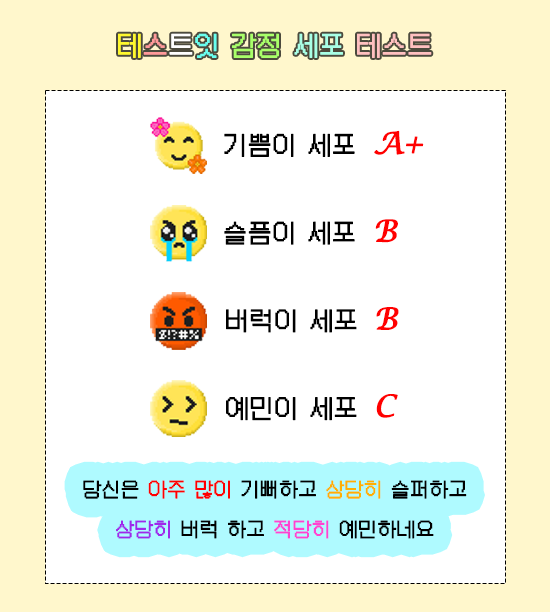 테스트잇 감정 세포 테스트
기쁨이 세포 A+
슬픔이 세포 B
버럭이 세포 B
$!?#%
예민이 세포 C
당신은 아주 많이 기뻐하고 상당히 슬퍼하고
상당히 버럭 하고 적당히 예민하네요